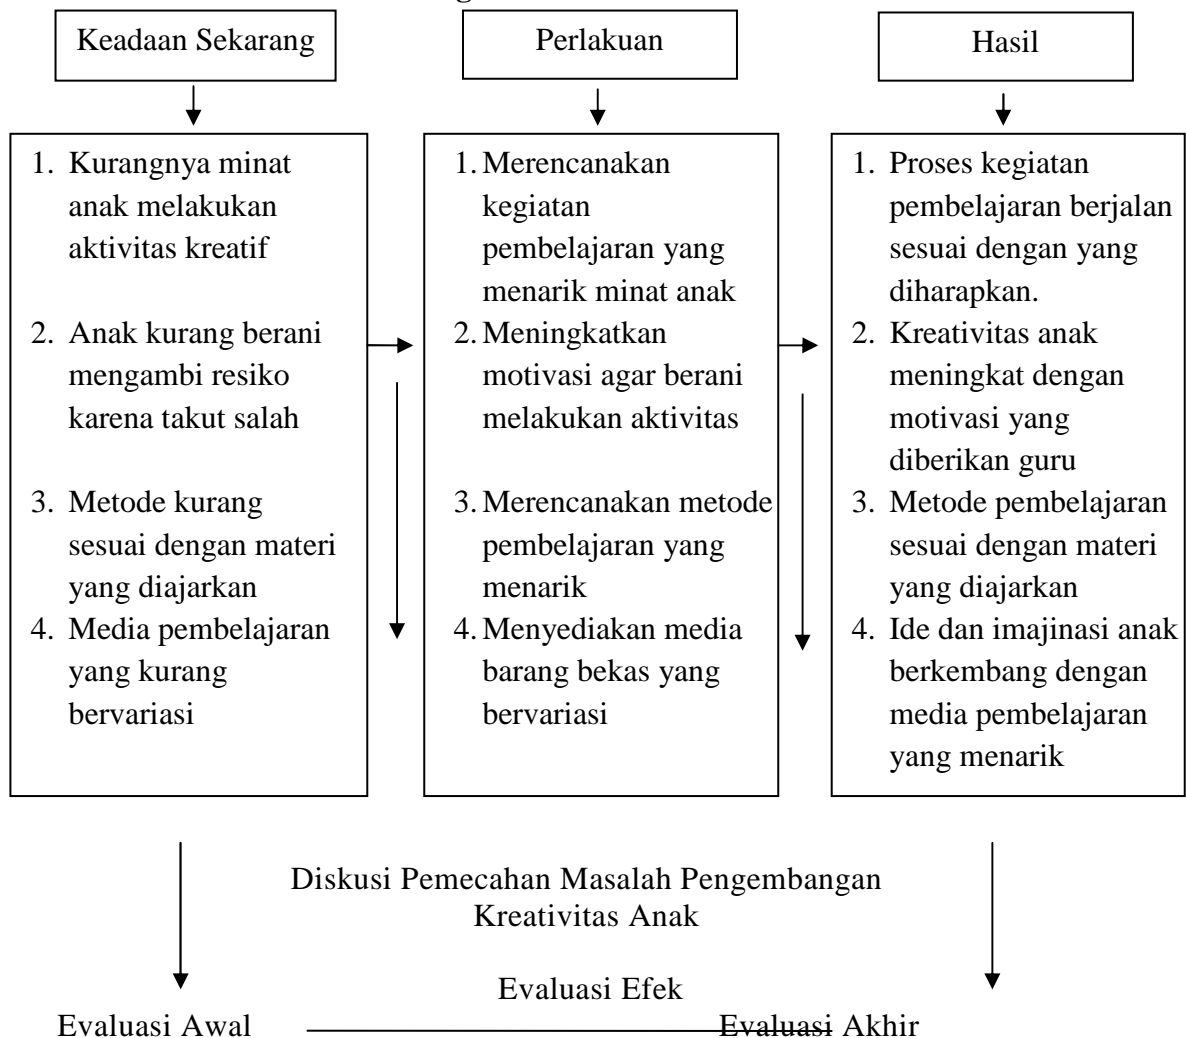 Keadaan Sekarang
Perlakuan
Hasil
1. Kurangnya minat
anak melakukan
aktivitas kreatif
2. Anak kurang berani
mengambi resiko
karena takut salah
3. Metode kurang
sesuai dengan materi
yang diajarkan
4. Media pembelajaran
yang kurang
bervariasi
1. Merencanakan
kegiatan
pembelajaran yang
menarik minat anak
2. Meningkatkan
motivasi agar berani
melakukan aktivitas
3. Merencanakan metode
pembelajaran yang
menarik
4. Menyediakan media
barang bekas yang
bervariasi
1. Proses kegiatan
pembelajaran berjalan
sesuai dengan yang
diharapkan.
2. Kreativitas anak
meningkat dengan
motivasi yang
diberikan guru
3. Metode pembelajaran
sesuai dengan materi
yang diajarkan
4. Ide dan imajinasi anak
berkembang dengan
media pembelajaran
yang menarik
Diskusi Pemecahan Masalah Pengembangan
Kreativitas Anak
Evaluasi Efek
Evaluasi Awal
Evaluasi Akhir